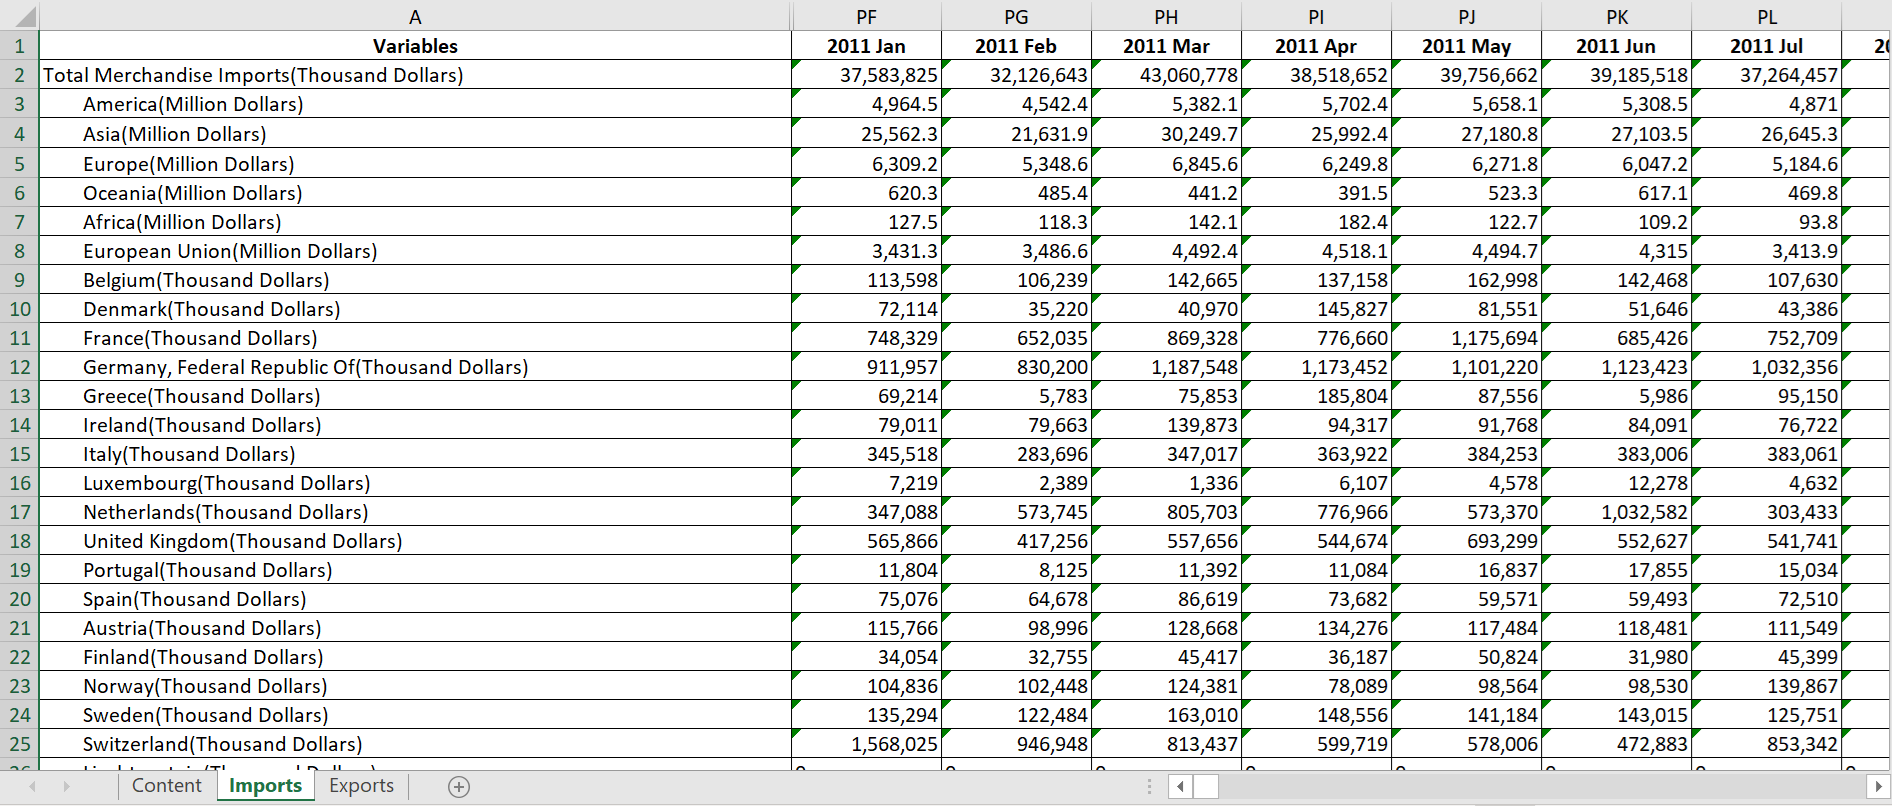 A PF PG PH PI PJ PK PL
1 Variables 2011 Jan 2011 Feb 2011 Mar 2011 Apr 2011 May 2011 Jun 2011 Jul
2 Total Merchandise Imports(Thousand Dollars) 37,583,825 32,126,643 43,060,778 38,518,652 39,756,662 39,185,518 37,264,457
3 America(Million Dollars) 4,964.5 4,542.4 5,382.1 5,702.4 5,658.1 5,308.5 4,871
4 Asia(Million Dollars) 25,562.3 21,631.9 30,249.7 25,992.4 27,180.8 27,103.5 26,645.3
5 Europe(Million Dollars) 6,309.2 5,348.6 6,845.6 6,249.8 6,271.8 6,047.2 5,184.6
6 Oceania(Million Dollars) 620.3 485.4 441.2 391.5 523.3 617.1 469.8
7 Africa(Million Dollars) 127.5 118.3 142.1 182.4 122.7 109.2 93.8
8 European Union(Million Dollars) 3,431.3 3,486.6 4,492.4 4,518.1 4,494.7 4,315 3,413.9
9 Belgium(Thousand Dollars) 113,598 106,239 142,665 137,158 162,998 142,468 107,630
10 Denmark(Thousand Dollars) 72,114 35,220 40,970 145,827 81,551 51,646 43,386
11 France(Thousand Dollars) 748,329 652,035 869,328 776,660 1,175,694 685,426 752,709
12 Germany, Federal Republic Of(Thousand Dollars) 911,957 830,200 1,187,548 1,173,452 1,101,220 1,123,423 1,032,356
13 Greece(Thousand Dollars) 69,214 5,783 75,853 185,804 87,556 5,986 95,150
14 Ireland(Thousand Dollars) 79,011 79,663 139,873 94,317 91,768 84,091 76,722
15 Italy(Thousand Dollars) 345,518 283,696 347,017 363,922 384,253 383,006 383,061
16 Luxembourg(Thousand Dollars) 7,219 2,389 1,336 6,107 4,578 12,278 4,632
17 Netherlands(Thousand Dollars) 347,088 573,745 805,703 776,966 573,370 1,032,582 303,433
18 United Kingdom(Thousand Dollars) 565,866 417,256 557,656 544,674 693,299 552,627 541,741
19 Portugal(Thousand Dollars) 11,804 8,125 11,392 11,084 16,837 17,855 15,034
20 Spain(Thousand Dollars) 75,076 64,678 86,619 73,682 59,571 59,493 72,510
21 Austria(Thousand Dollars) 115,766 98,996 128,668 134,276 117,484 118,481 111,549
22 Finland(Thousand Dollars) 34,054 32,755 45,417 36,187 50,824 31,980 45,399
23 Norway(Thousand Dollars) 104,836 102,448 124,381 78,089 98,564 98,530 139,867
24 Sweden(Thousand Dollars) 135,294 122,484 163,010 148,556 141,184 143,015 125,751
25 Switzerland(Thousand Dollars) 1,568,025 946,948 813,437 599,719 578,006 472,883 853,342
Content Imports Exports